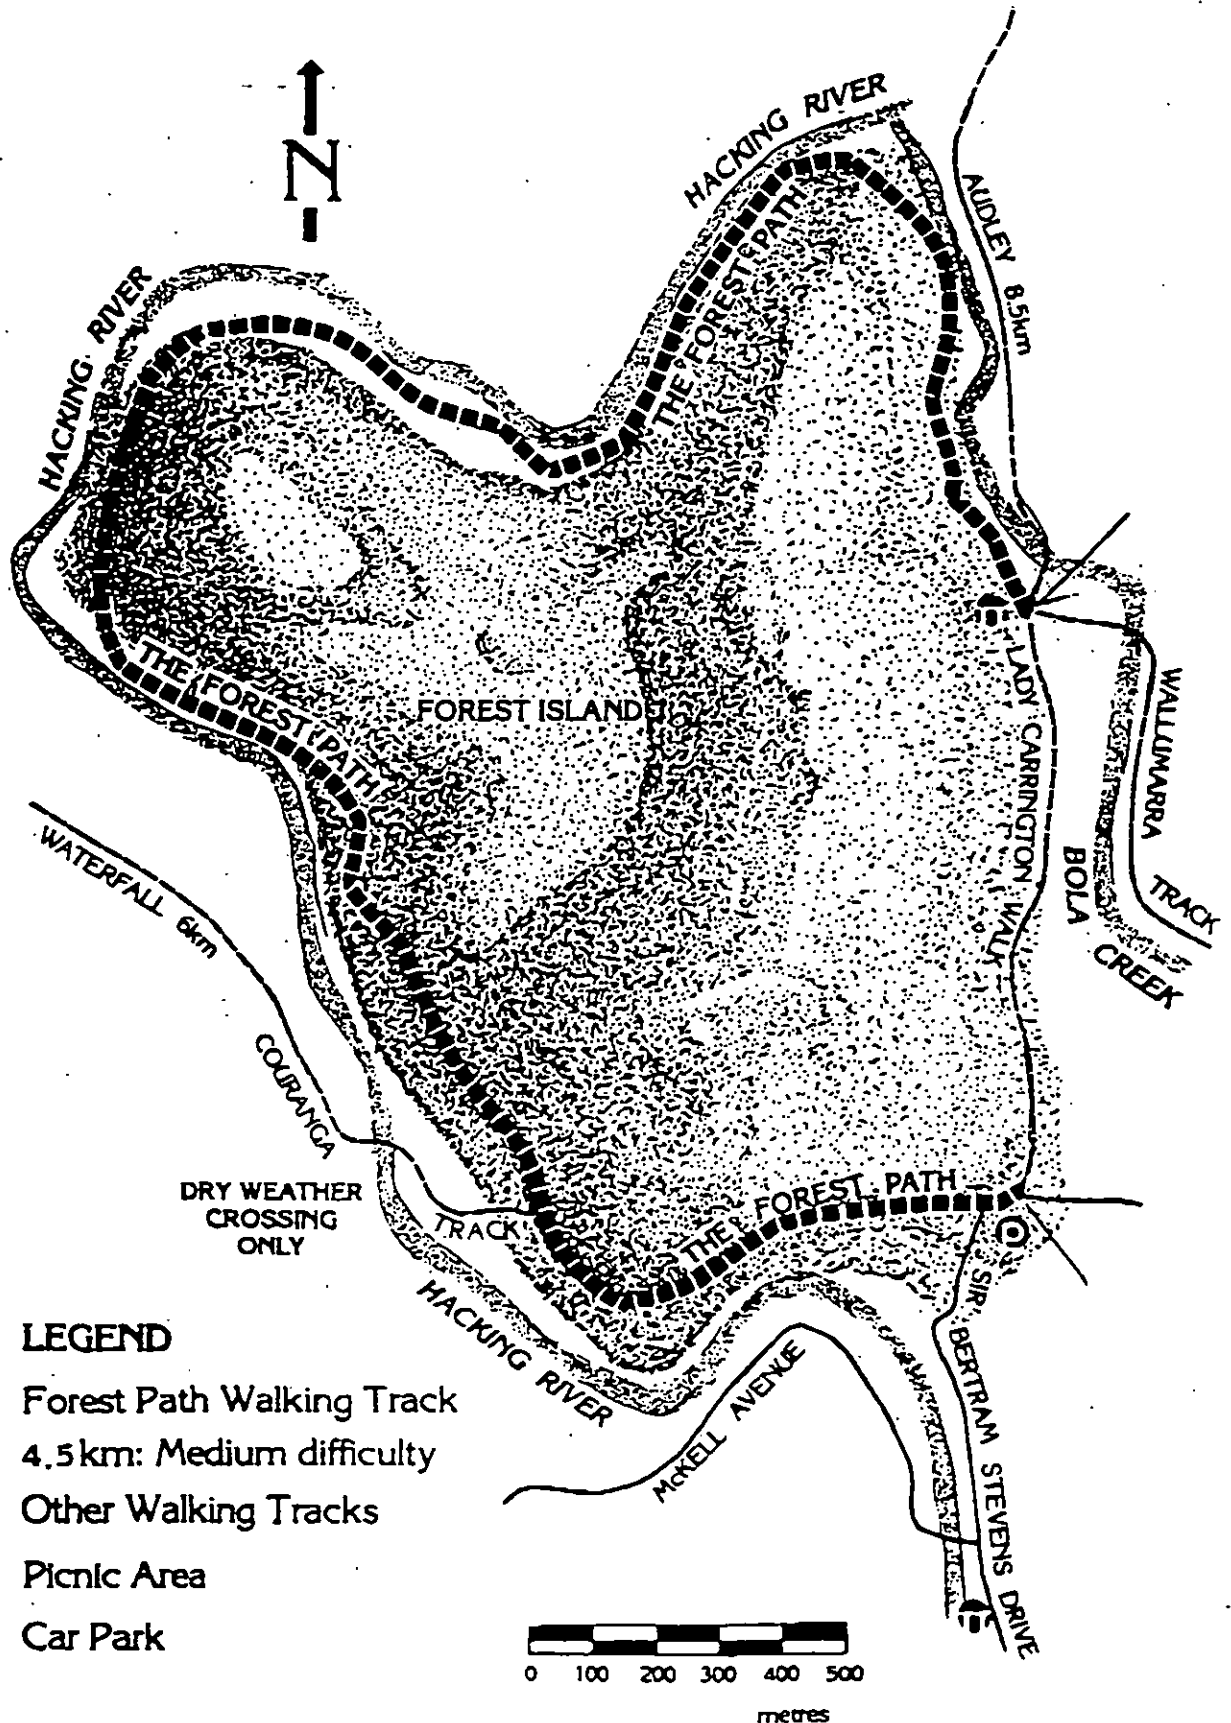 N
HACKING RIVER
AUDLEY 8.5km
THE FOREST PATH
HACKING RIVER
THE FOREST PATH
FOREST ISLAND
LADY CARRINGTON WALK
WALLUMARRA TRACK
BOLA CREEK
WATERFALL 6km
COURANGA TRACK
DRY WEATHER
CROSSING
ONLY
THE FOREST PATH
HACKING RIVER
McKELL AVENUE
SIR BERTRAM STEVENS DRIVE
LEGEND
Forest Path Walking Track
4.5km: Medium difficulty
Other Walking Tracks
Picnic Area
Car Park
0 100 200 300 400 500
metres